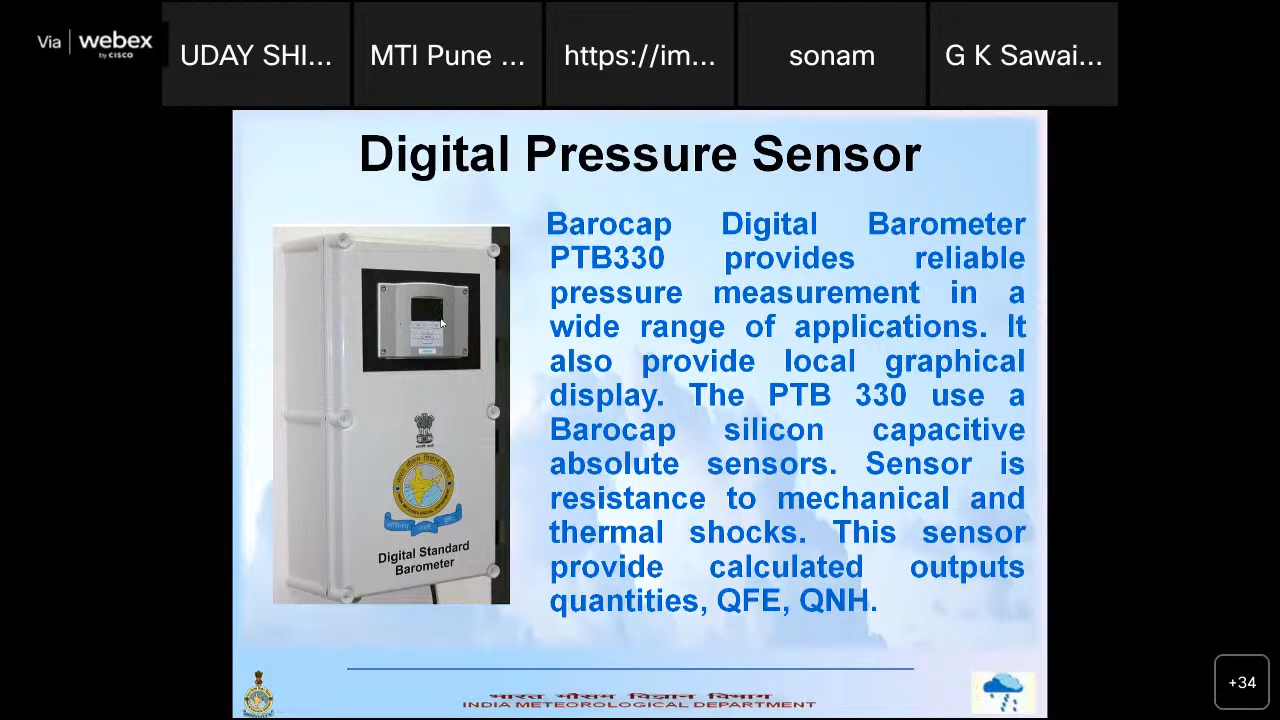 Via webex
by CISCO
UDAY SHI...
MTI Pune ...
https://im...
sonam
G K Sawai...
Digital Pressure Sensor
Barocap Digital Barometer
PTB330 provides reliable
pressure measurement in a
wide range of applications. It
also provide local graphical
display. The PTB 330 use a
Barocap silicon capacitive
absolute sensors. Sensor is
resistance to mechanical and
thermal shocks. This sensor
provide calculated outputs
quantities, QFE, QNH.
Digital Standard
Barometer
भारत मौसम विज्ञान विभाग
INDIA METEOROLOGICAL DEPARTMENT
+34